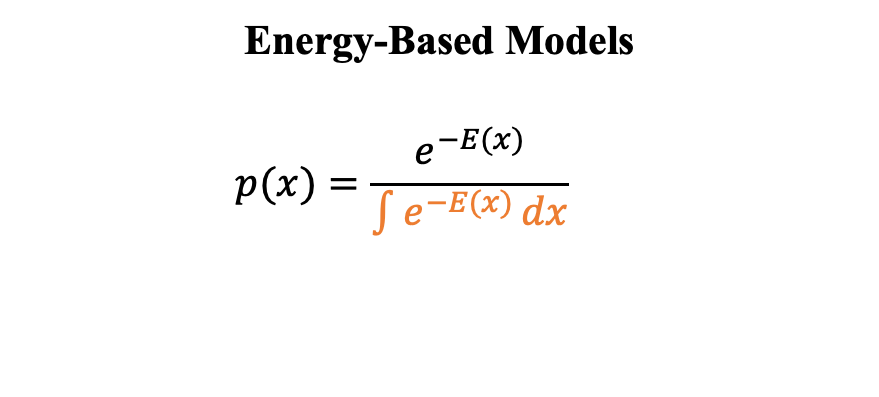 Energy-Based Models
p(x) = e^{-E(x)} / ∫ e^{-E(x)} dx